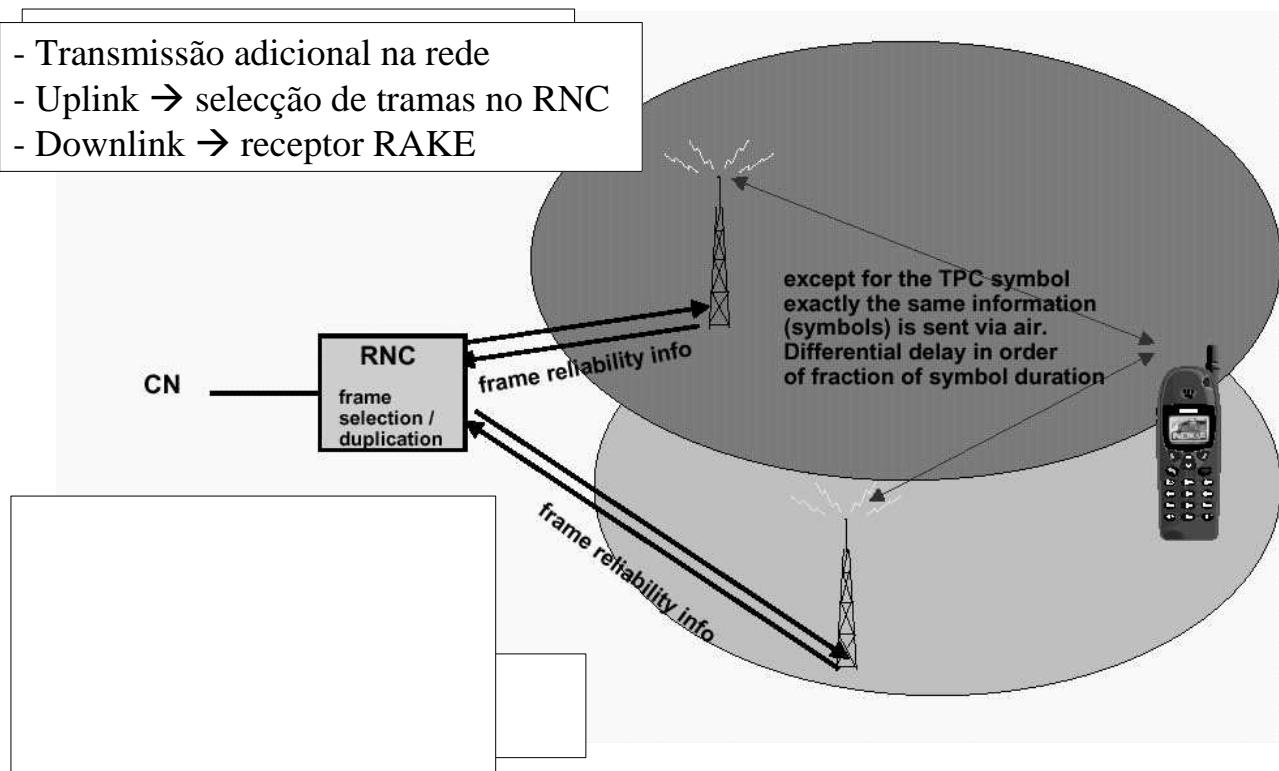 - Transmissão adicional na rede
- Uplink → selecção de tramas no RNC
- Downlink → receptor RAKE
except for the TPC symbol
exactly the same information
(symbols) is sent via air.
Differential delay in order
of fraction of symbol duration
RNC
frame
selection /
duplication
CN
frame reliability info
frame reliability info
NOKIA